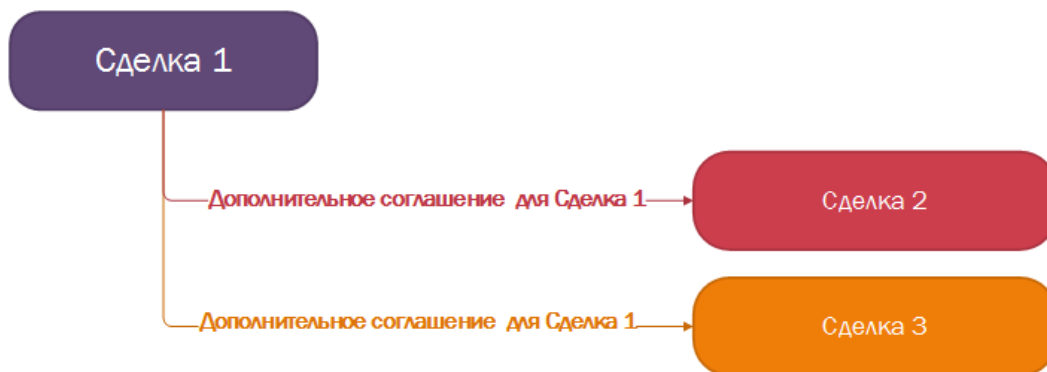 Сделка 1
Дополнительное соглашение для Сделка 1
Сделка 2
Дополнительное соглашение для Сделка 1
Сделка 3